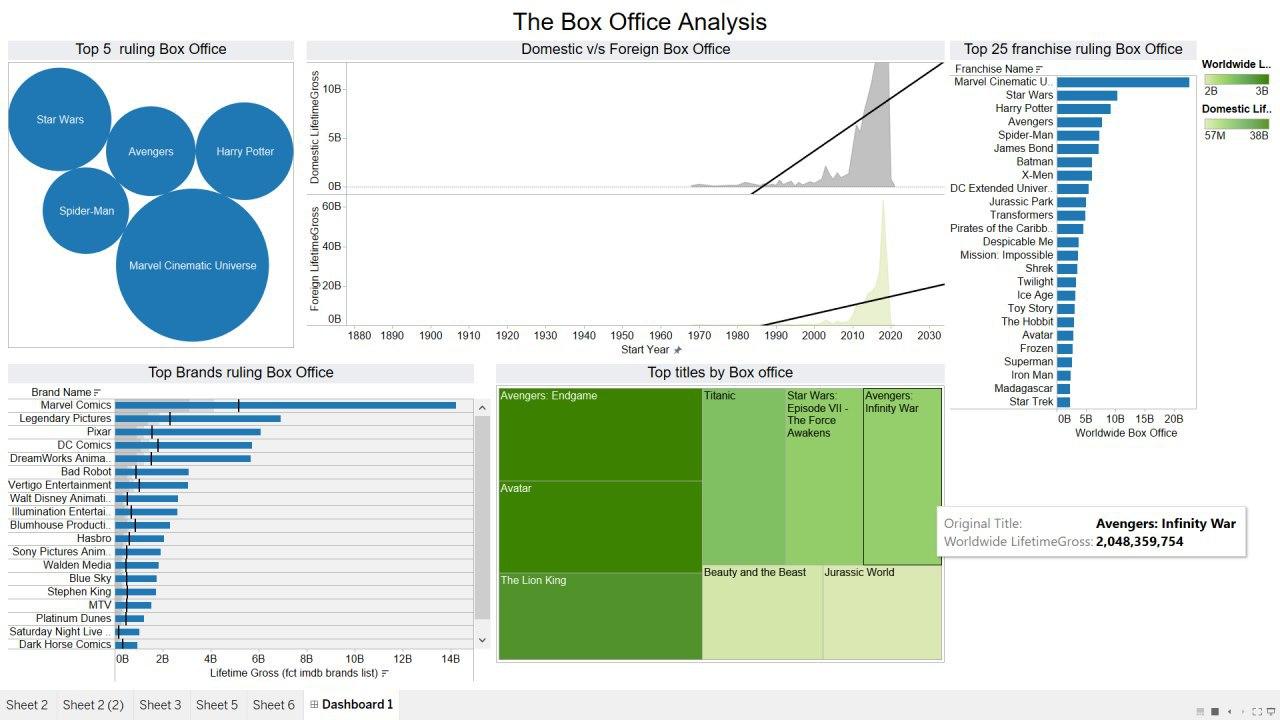 The Box Office Analysis
Top 5 ruling Box Office
Star Wars
Avengers
Harry Potter
Spider-Man
Marvel Cinematic Universe
Domestic v/s Foreign Box Office
Domestic LifetimeGross
10B
5B
0B
Foreign LifetimeGross
60B
40B
20B
0B
1880 1890 1900 1910 1920 1930 1940 1950 1960 1970 1980 1990 2000 2010 2020 2030
Start Year
Top 25 franchise ruling Box Office
Franchise Name
Marvel Cinematic U..
Star Wars
Harry Potter
Avengers
Spider-Man
James Bond
Batman
X-Men
DC Extended Univer..
Jurassic Park
Transformers
Pirates of the Caribb..
Despicable Me
Mission: Impossible
Shrek
Twilight
Ice Age
Toy Story
The Hobbit
Avatar
Frozen
Superman
Iron Man
Madagascar
Star Trek
0B 5B 10B 15B 20B
Worldwide Box Office
Worldwide L..
2B 3B
Domestic Lif..
57M 38B
Top Brands ruling Box Office
Brand Name
Marvel Comics
Legendary Pictures
Pixar
DC Comics
DreamWorks Anima..
Bad Robot
Vertigo Entertainment
Walt Disney Animati..
Illumination Entertai..
Blumhouse Producti..
Hasbro
Sony Pictures Anim..
Walden Media
Blue Sky
Stephen King
MTV
Platinum Dunes
Saturday Night Live ..
Dark Horse Comics
0B 2B 4B 6B 8B 10B 12B 14B
Lifetime Gross (fct imdb brands list)
Top titles by Box office
Avengers: Endgame
Avatar
The Lion King
Titanic
Star Wars:
Episode VII -
The Force
Awakens
Avengers:
Infinity War
Beauty and the Beast
Jurassic World
Original Title: Avengers: Infinity War
Worldwide LifetimeGross: 2,048,359,754
Sheet 2 Sheet 2 (2) Sheet 3 Sheet 5 Sheet 6 Dashboard 1